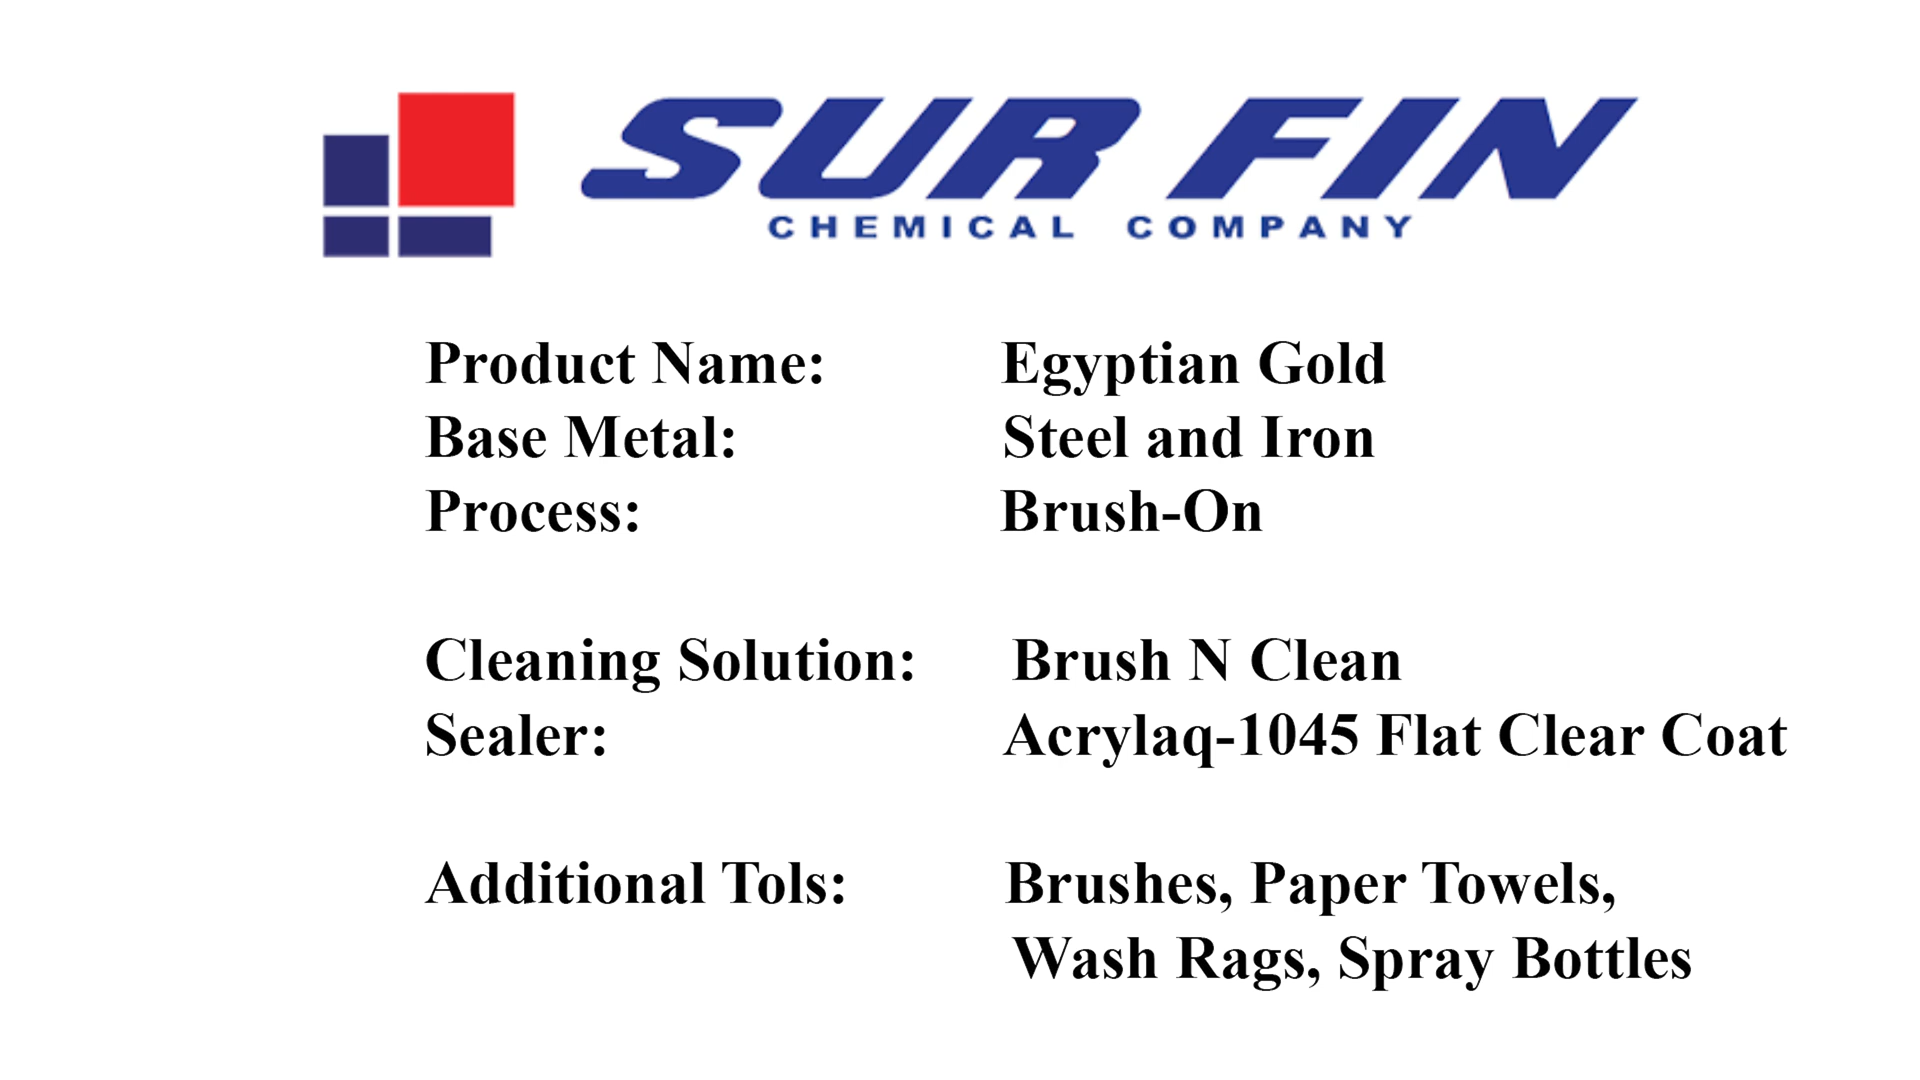 SUR FIN
CHEMICAL COMPANY
Product Name: Egyptian Gold
Base Metal: Steel and Iron
Process: Brush-On
Cleaning Solution: Brush N Clean
Sealer: Acrylaq-1045 Flat Clear Coat
Additional Tols: Brushes, Paper Towels,
Wash Rags, Spray Bottles